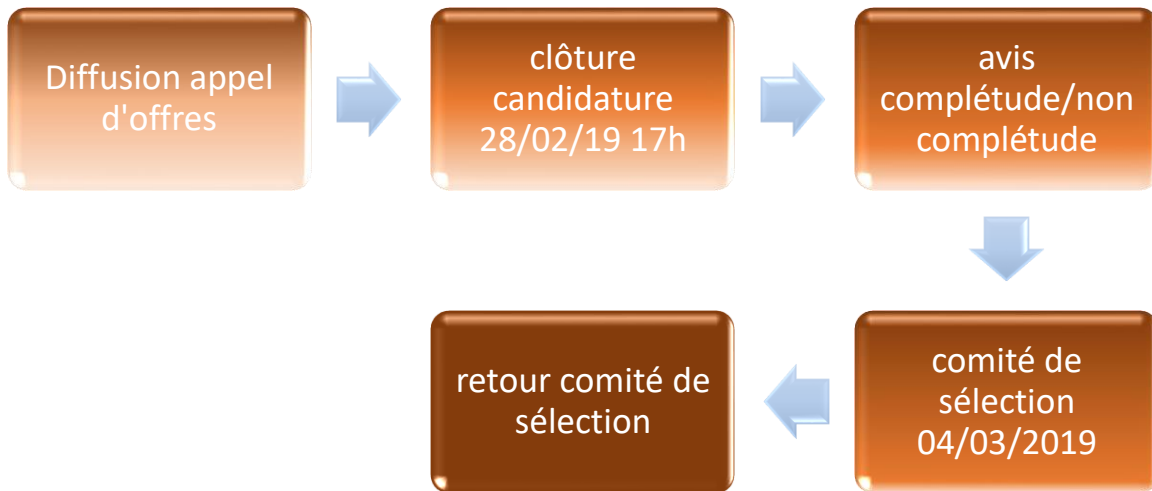 Diffusion appel
d'offres
clôture
candidature
28/02/19 17h
avis
complétude/non
complétude
comité de
sélection
04/03/2019
retour comité de
sélection